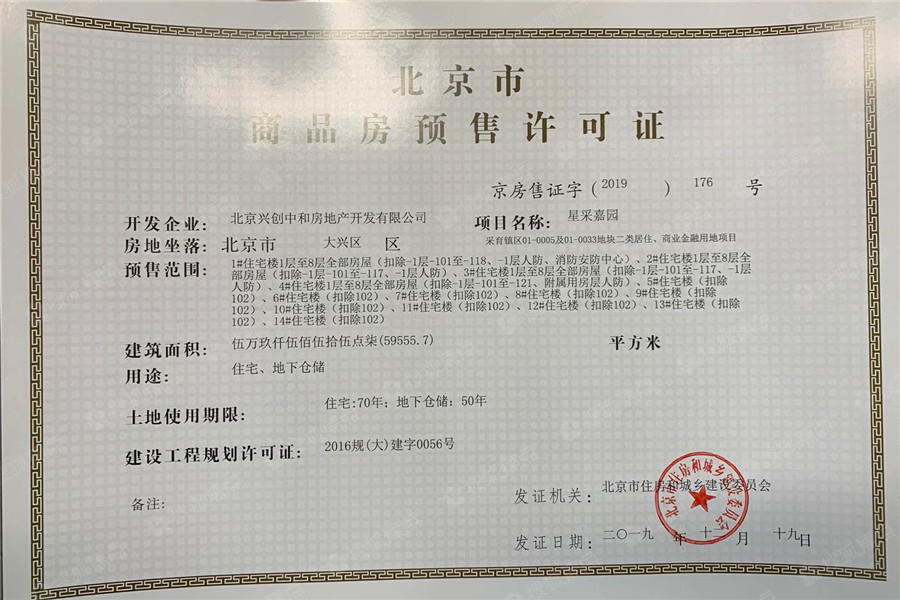 北京市
商品房预售许可证
京房售证字(2019)176号
开发企业: 北京兴创中和房地产开发有限公司 项目名称: 星采嘉园
房地坐落: 北京市 大兴区 区 采育镇区01-0005及01-0033地块二类居住、商业金融用地项目
预售范围: 1#住宅楼1层至8层全部房屋（扣除-1层-101至-118、-1层人防、消防安防中心）、2#住宅楼1层至8层全
部房屋（扣除-1层-101至-117、-1层人防）、3#住宅楼1层至8层全部房屋（扣除-1层-101至-117、-1层
人防）、4#住宅楼1层至8层全部房屋（扣除-1层-101至-121、附属用房层人防）、5#住宅楼（扣除
102）、6#住宅楼（扣除102）、7#住宅楼（扣除102）、8#住宅楼（扣除102）、9#住宅楼（扣除
102）、10#住宅楼（扣除102）、11#住宅楼（扣除102）、12#住宅楼（扣除102）、13#住宅楼（扣除
102）、14#住宅楼（扣除102）
建筑面积: 伍万玖仟伍佰伍拾伍点柒(59555.7) 平方米
用途: 住宅、地下仓储
土地使用期限: 住宅:70年; 地下仓储: 50年
建设工程规划许可证: 2016规(大)建字0056号
备注:
发证机关: 北京市住房和城乡建设委员会
北京市住房和城乡建设委员会
发证日期: 二〇一九 年 十一 月 十九日